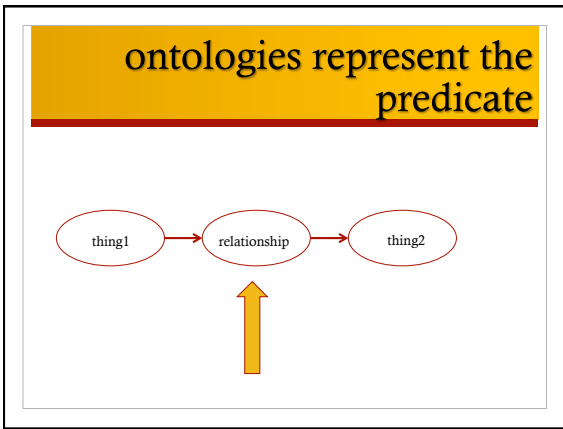 ontologies represent the
predicate
thing1
relationship
thing2